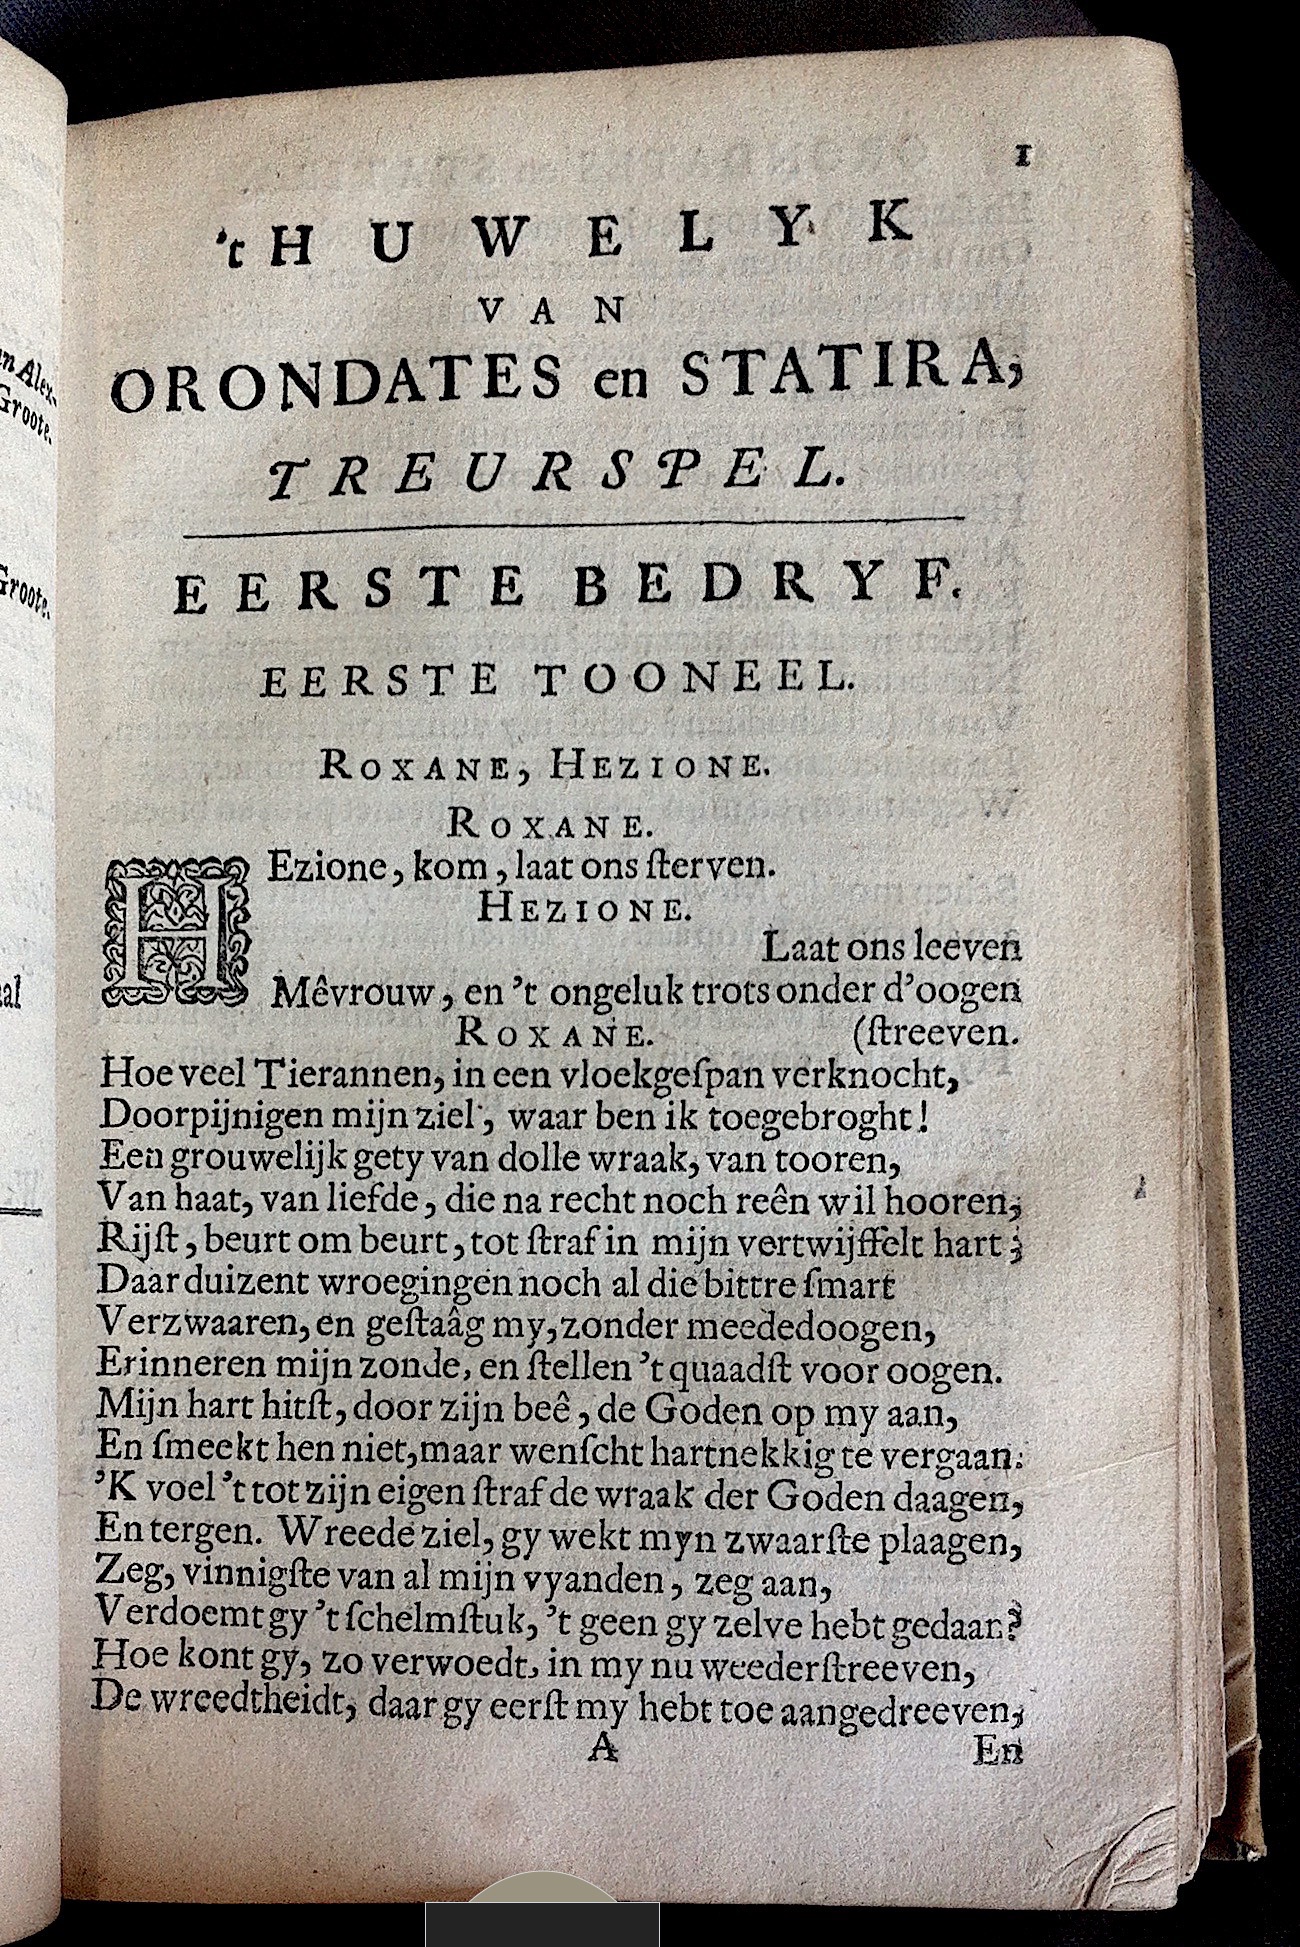 1
't HUWELYK
VAN
ORONDATES en STATIRA,
TREURSPEL.
EERSTE BEDRYF.
EERSTE TOONEEL.
ROXANE, HEZIONE.
ROXANE.
HEzione, kom, laat ons ſterven.
HEZIONE.
Laat ons leeven
Mêvrouw, en 't ongeluk trots onder d'oogen
ROXANE. (ſtreeven.
Hoe veel Tierannen, in een vloekgeſpan verknocht,
Doorpijnigen mijn ziel, waar ben ik toegebroght!
Een grouwelijk gety van dolle wraak, van tooren,
Van haat, van liefde, die na recht noch reên wil hooren;
Rijſt, beurt om beurt, tot ſtraf in mijn vertwijffelt hart;
Daar duizent wroegingen noch al die bittre ſmart
Verzwaaren, en geſtaâg my, zonder meededoogen,
Erinneren mijn zonde, en ſtellen 't quaadſt voor oogen.
Mijn hart hitſt, door zijn beê, de Goden op my aan,
En ſmeekt hen niet, maar wenſcht hartnekkig te vergaan:
'K voel 't tot zijn eigen ſtraf de wraak der Goden daagen,
En tergen. Wreede ziel, gy wekt myn zwaarſte plaagen,
Zeg, vinnigſte van al mijn vyanden, zeg aan,
Verdoemt gy 't ſchelmſtuk, 't geen gy zelve hebt gedaan?
Hoe kont gy, zo verwoedt, in my nu weederſtreeven,
De wreedtheidt, daar gy eerſt my hebt toe aangedreeven;
A En
an Alex-
Groote.
Groote.